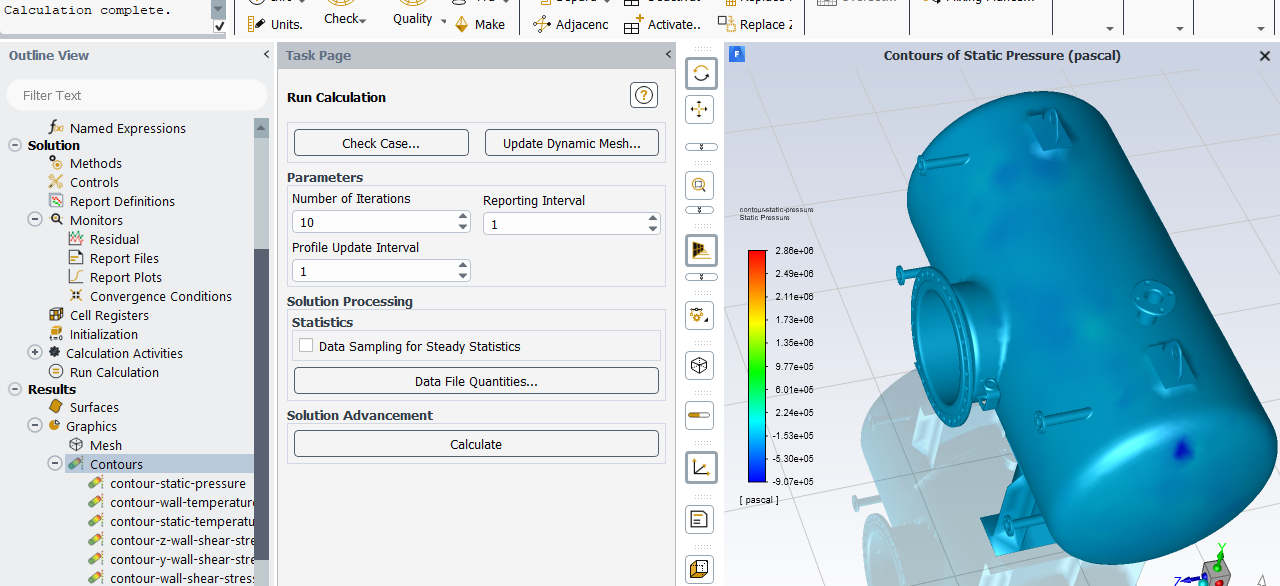 Calculation complete.
Units.
Check
Quality
Make
Adjacenc
Activate..
Replace
Outline View
Filter Text
Named Expressions
Solution
Methods
Controls
Report Definitions
Monitors
Residual
Report Files
Report Plots
Convergence Conditions
Cell Registers
Initialization
Calculation Activities
Run Calculation
Results
Surfaces
Graphics
Mesh
Contours
contour-static-pressure
contour-wall-temperature
contour-static-temperatu
contour-z-wall-shear-stre
contour-y-wall-shear-stre
contour-wall-shear-stress
Task Page
Run Calculation
?
Check Case...
Update Dynamic Mesh...
Parameters
Number of Iterations
Reporting Interval
10
1
Profile Update Interval
1
Solution Processing
Statistics
Data Sampling for Steady Statistics
Data File Quantities...
Solution Advancement
Calculate
Contours of Static Pressure (pascal)
contour-static-pressure
Static Pressure
2.86e+06
2.49e+06
2.11e+06
1.73e+06
1.35e+06
9.77e+05
6.01e+05
2.24e+05
-1.53e+05
-5.30e+05
-9.07e+05
[ pascal ]
Y
Z